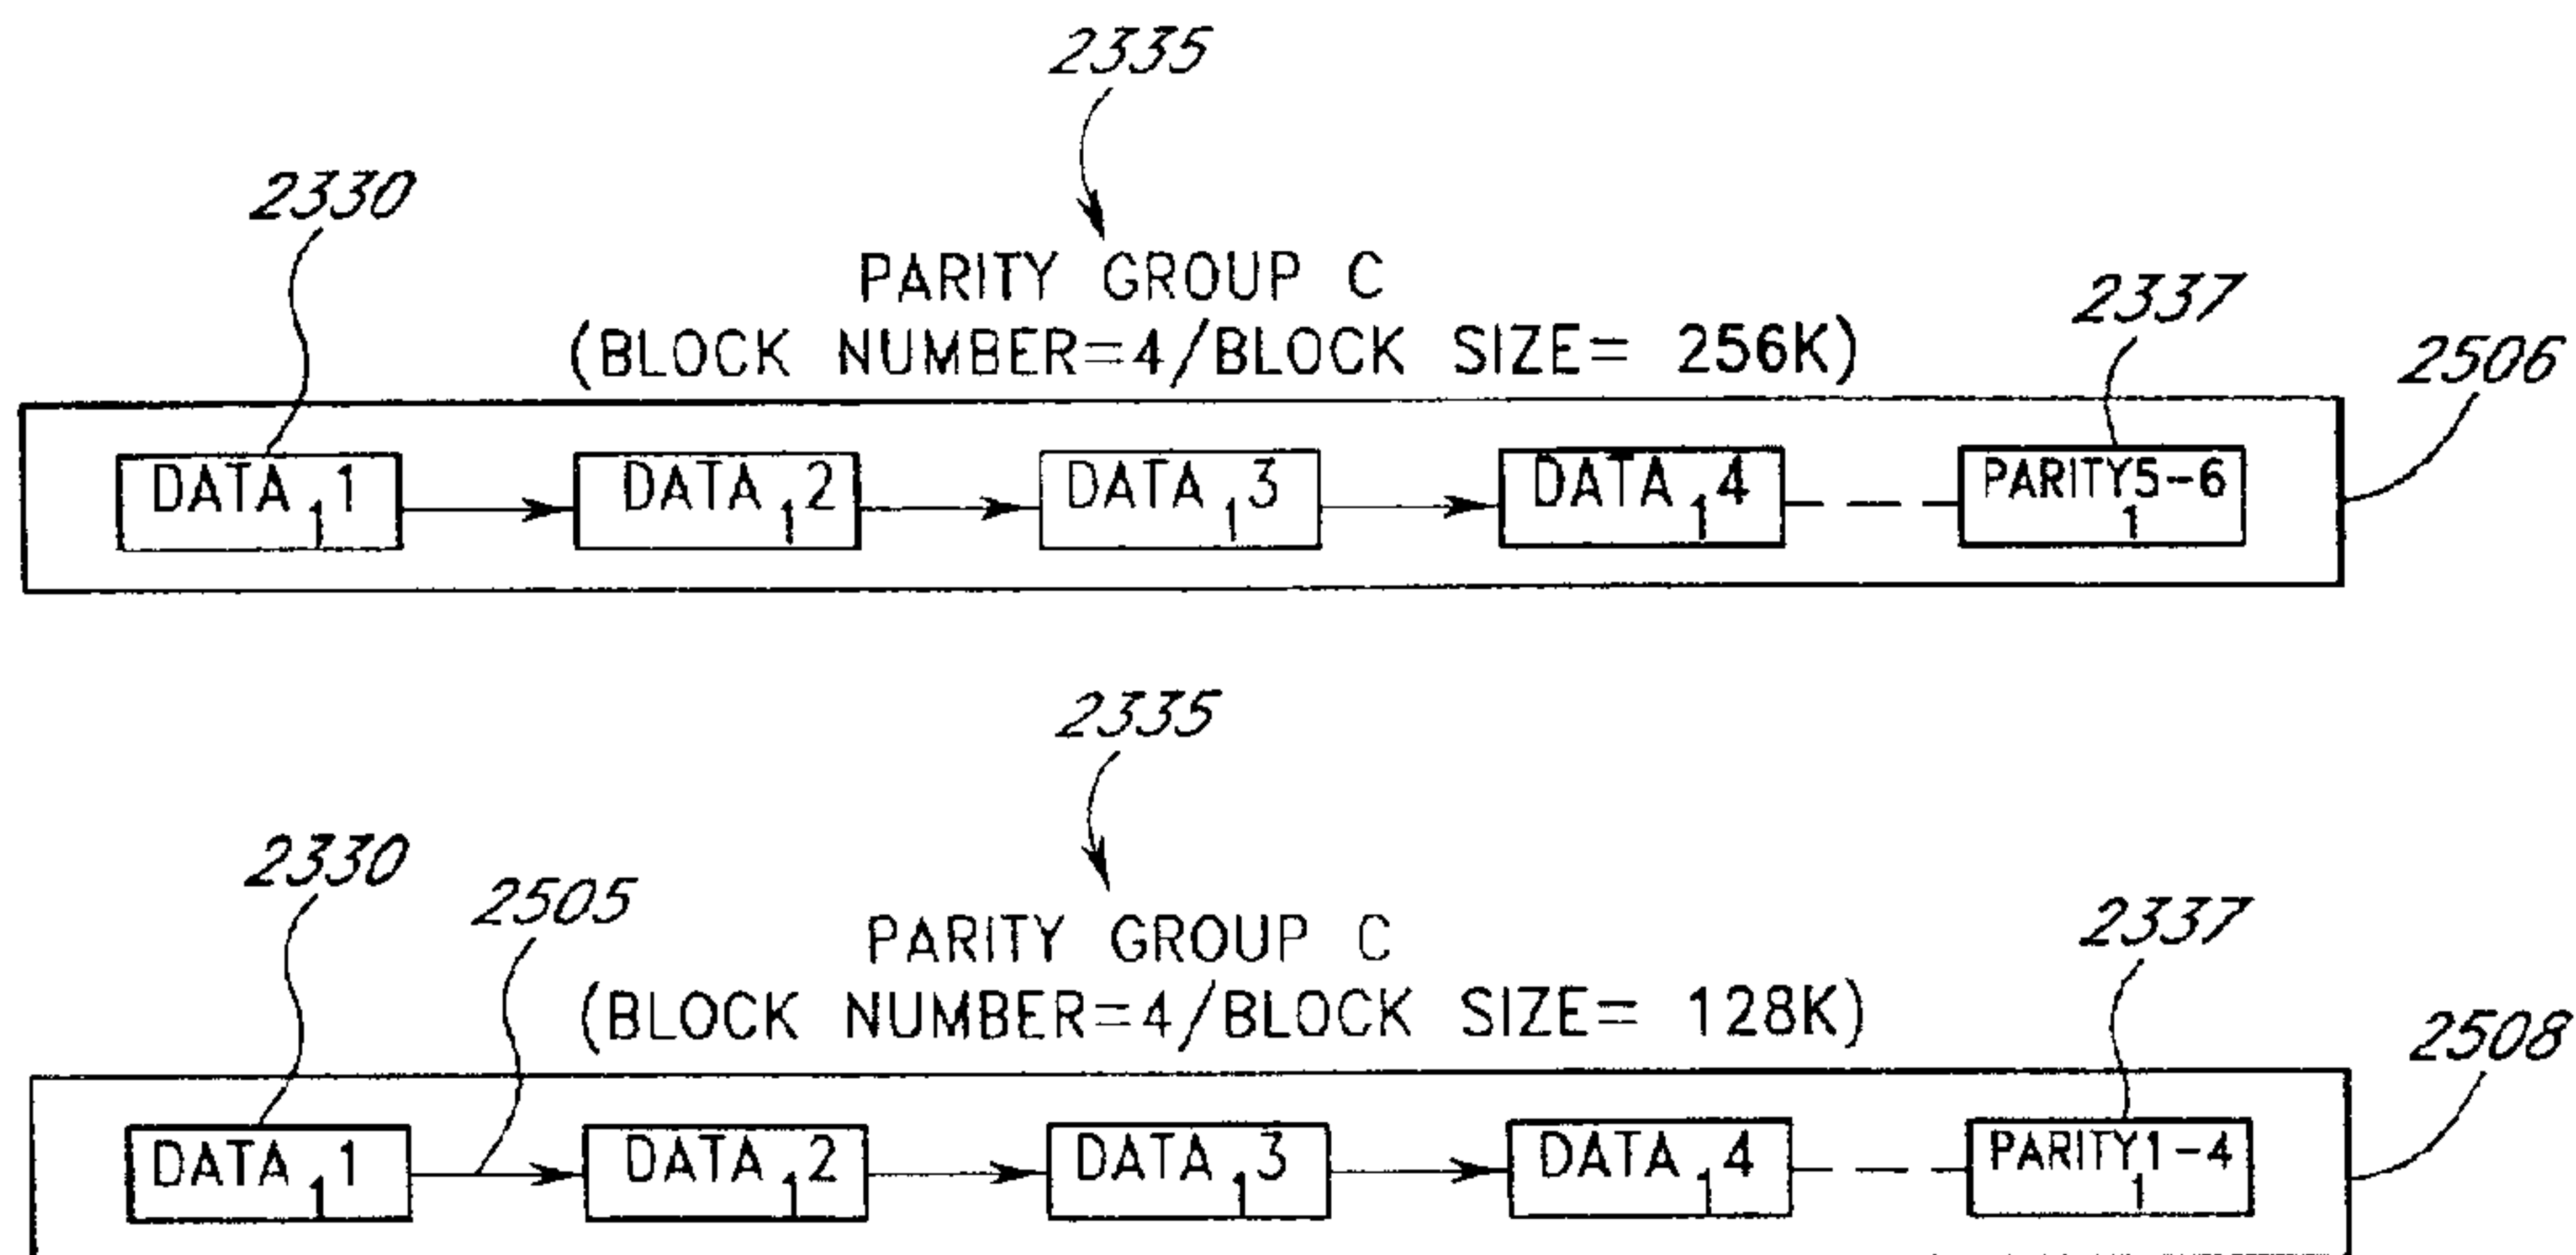 2335
2330
PARITY GROUP C
2337
(BLOCK NUMBER=4/BLOCK SIZE= 256K)
2506
DATA 1 DATA 2 DATA 3 DATA 4 PARITY5-6
1 1 1 1 1
2335
2330
2505
PARITY GROUP C
2337
(BLOCK NUMBER=4/BLOCK SIZE= 128K)
2508
DATA 1 DATA 2 DATA 3 DATA 4 PARITY1-4
1 1 1 1 1